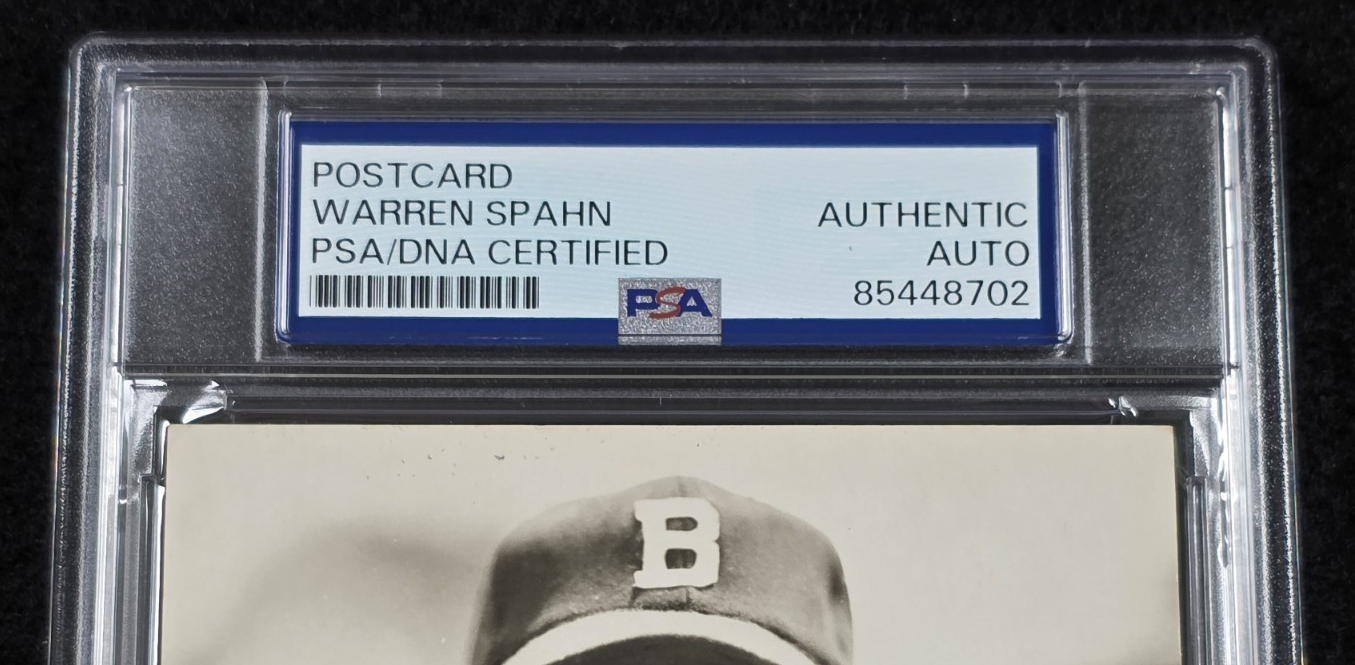 POSTCARD
WARREN SPAHN
PSA/DNA CERTIFIED
AUTHENTIC
AUTO
85448702
PSA
B